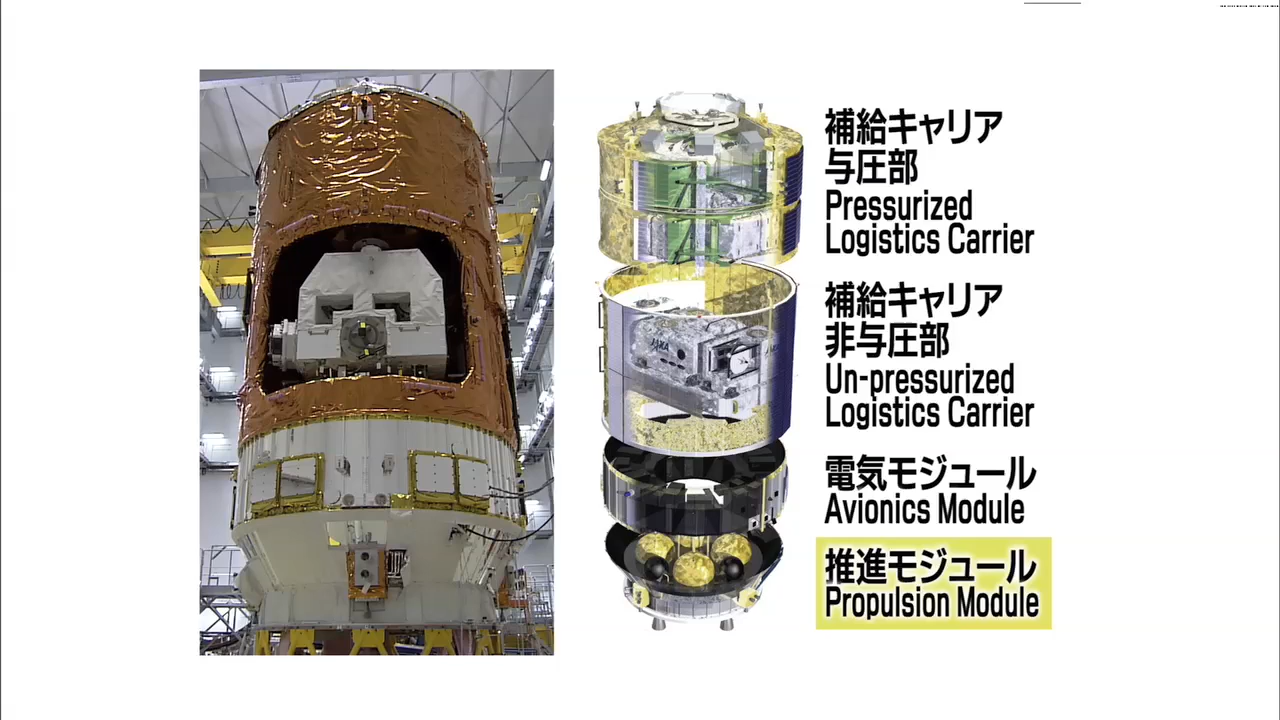 補給キャリア
与圧部
Pressurized
Logistics Carrier
JAXA
補給キャリア
非与圧部
Un-pressurized
Logistics Carrier
電気モジュール
Avionics Module
推進モジュール
Propulsion Module